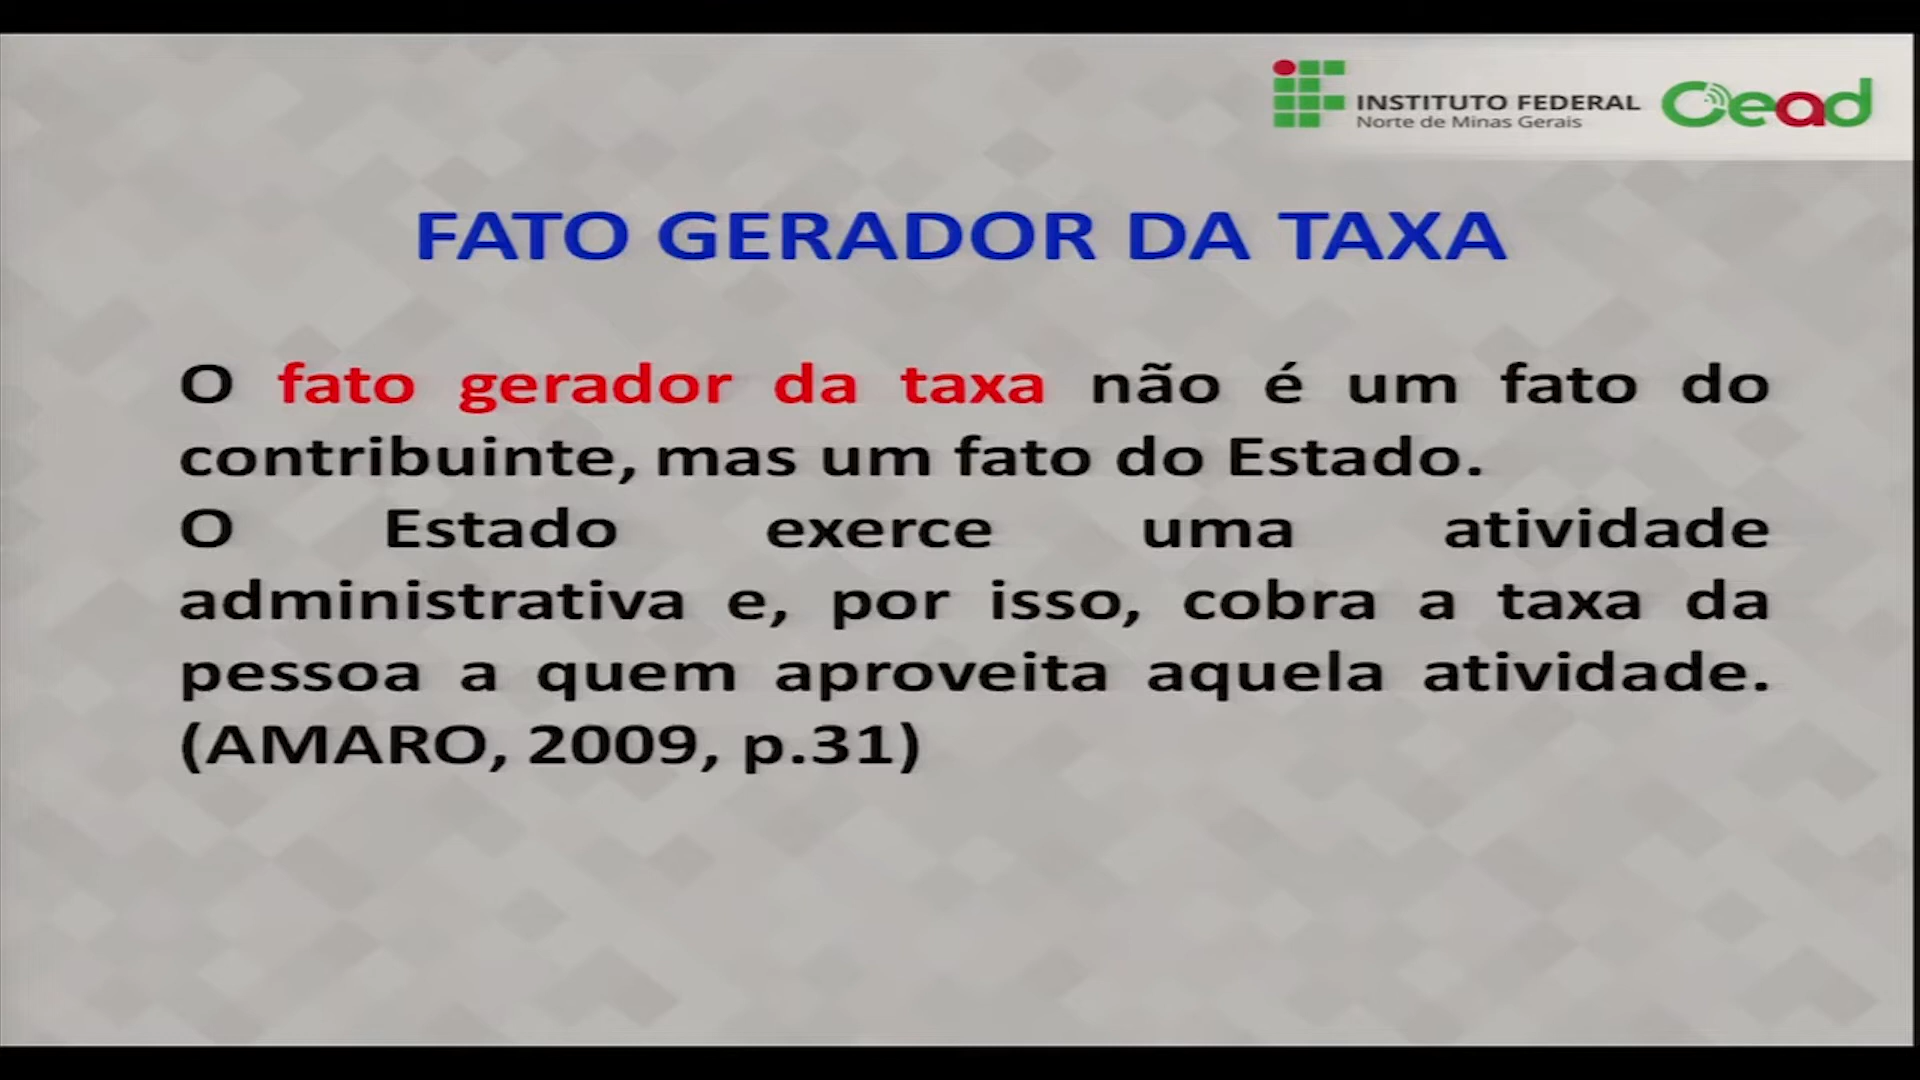 INSTITUTO FEDERAL
Norte de Minas Gerais
Cead
FATO GERADOR DA TAXA
O fato gerador da taxa não é um fato do
contribuinte, mas um fato do Estado.
O Estado exerce uma atividade
administrativa e, por isso, cobra a taxa da
pessoa a quem aproveita aquela atividade.
(AMARO, 2009, p.31)